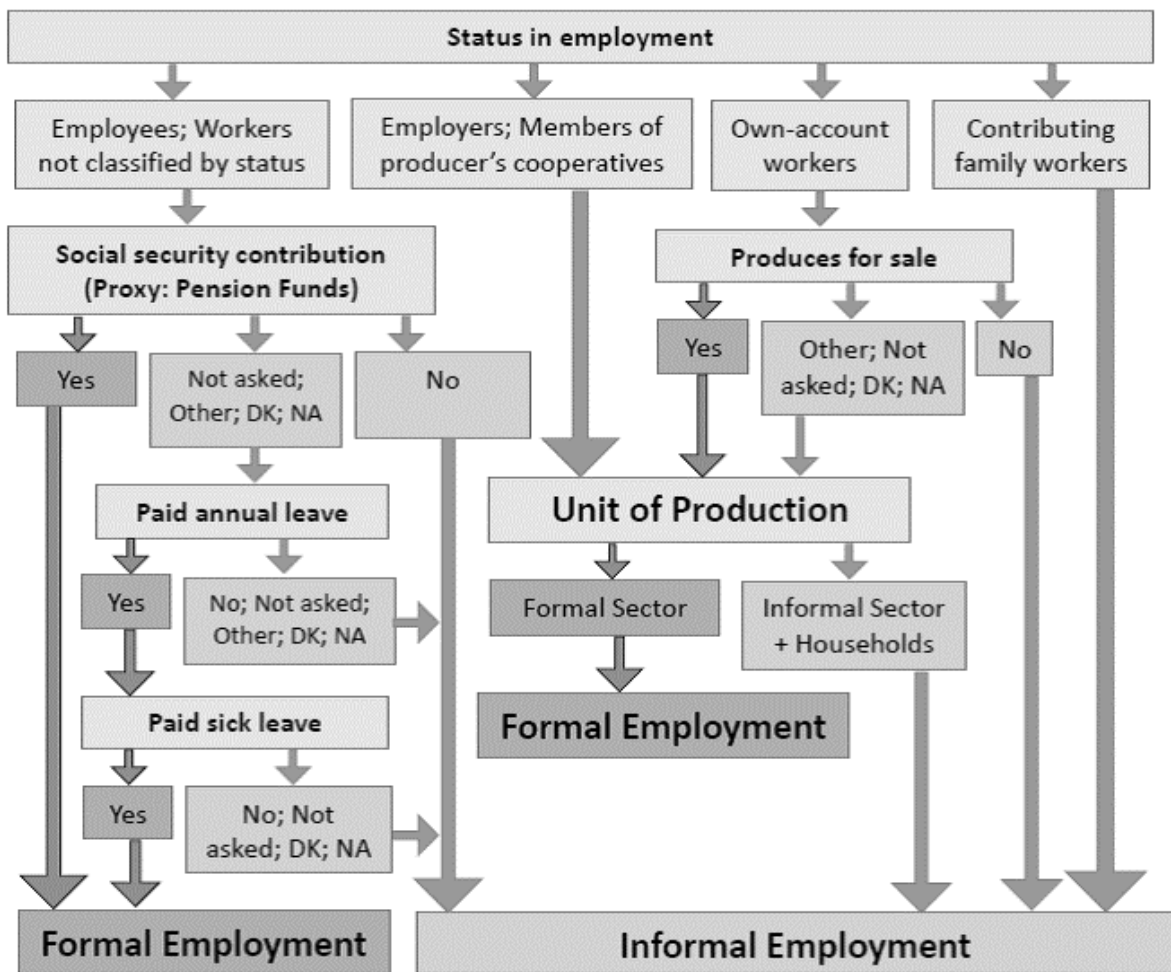 Status in employment
Employees; Workers
not classified by status
Employers; Members of
producer's cooperatives
Own-account
workers
Contributing
family workers
Social security contribution
(Proxy: Pension Funds)
Produces for sale
Yes
Not asked;
Other; DK; NA
No
Yes
Other; Not
asked; DK; NA
No
Paid annual leave
Unit of Production
Yes
No; Not asked;
Other; DK; NA
Formal Sector
Informal Sector
+ Households
Paid sick leave
Formal Employment
Yes
No; Not
asked; DK; NA
Formal Employment
Informal Employment